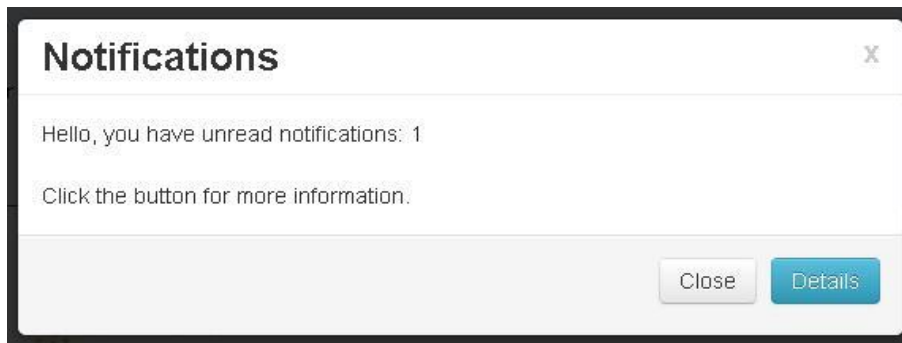 Notifications
x
Hello, you have unread notifications: 1
Click the button for more information.
Close
Details